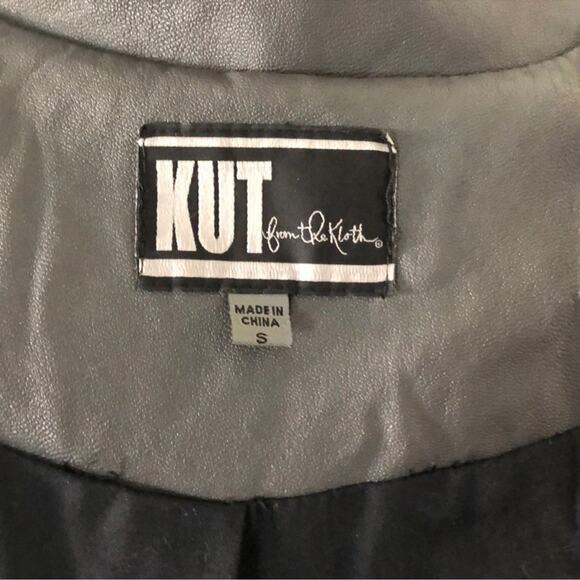 KUT from the Kloth®
MADE IN
CHINA
S